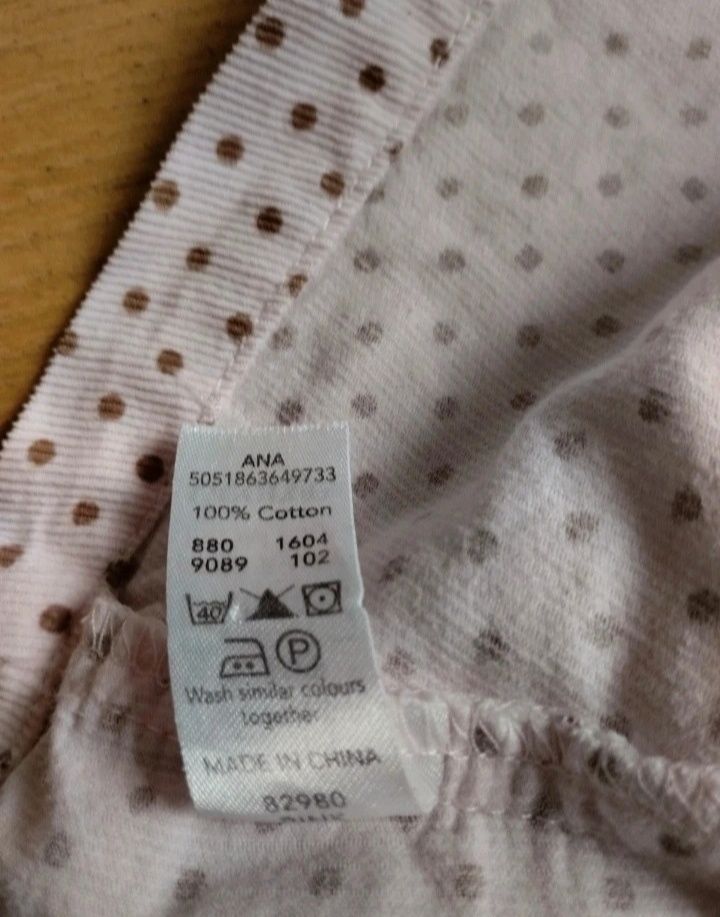 ANA
5051863649733
100% Cotton
880 1604
9089 102
40
P
Wash similar colours
together
MADE IN CHINA
82980